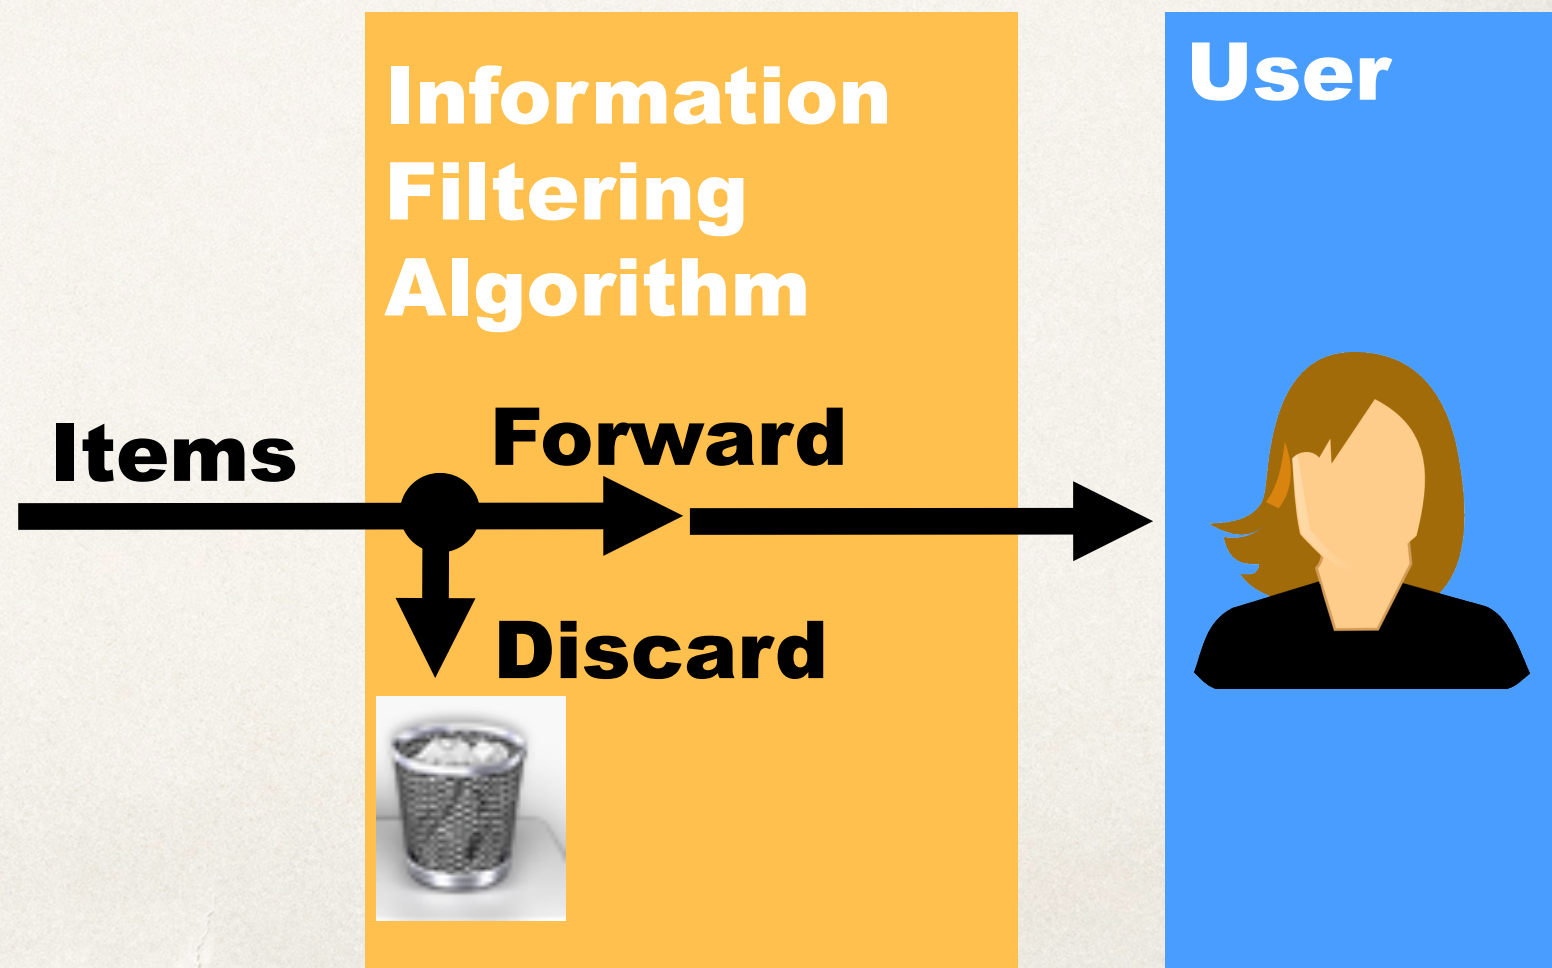 Information
Filtering
Algorithm
User
Items
Forward
Discard